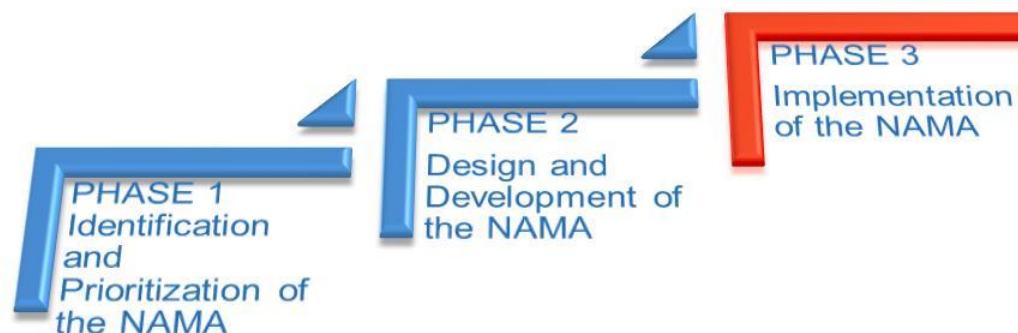 PHASE 1
Identification
and
Prioritization of
the NAMA
PHASE 2
Design and
Development of
the NAMA
PHASE 3
Implementation
of the NAMA